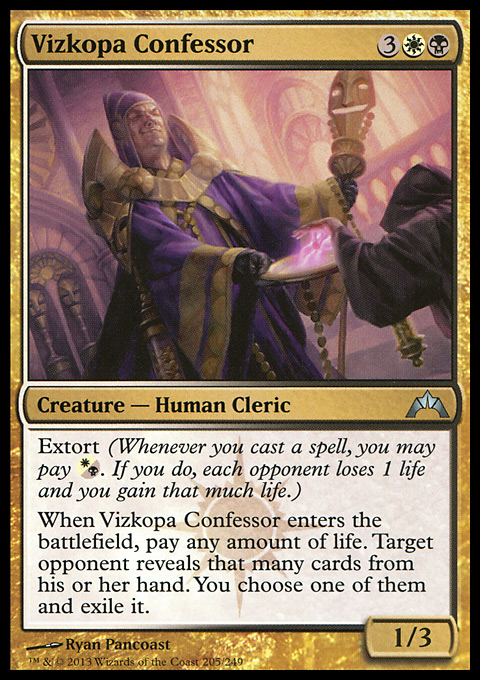 Vizkopa Confessor 3
Creature — Human Cleric
Extort (Whenever you cast a spell, you may
pay . If you do, each opponent loses 1 life
and you gain that much life.)
When Vizkopa Confessor enters the
battlefield, pay any amount of life. Target
opponent reveals that many cards from
his or her hand. You choose one of them
and exile it.
Ryan Pancoast
1/3
™ & © 2013 Wizards of the Coast 205/249